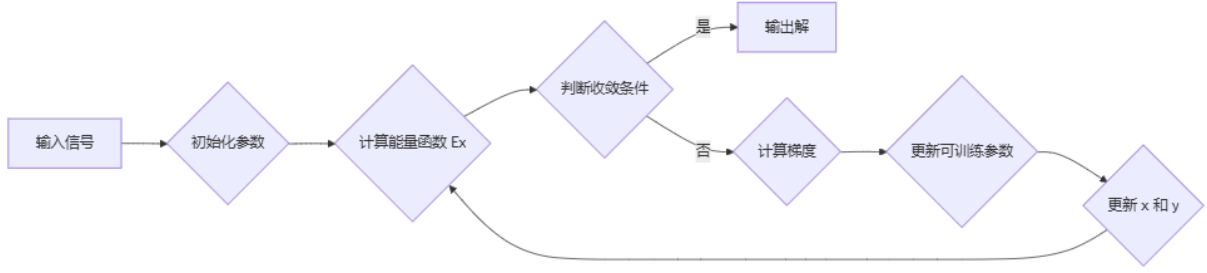 输入信号
初始化参数
计算能量函数 Ex
判断收敛条件
是
输出解
否
计算梯度
更新可训练参数
更新 x 和 y